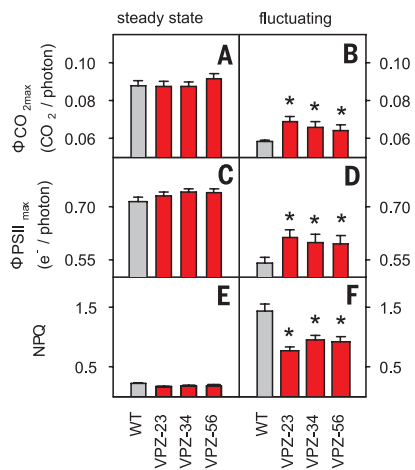 steady state
fluctuating
ΦCO2max
(CO2 / photon)
0.10
0.08
0.06
A
B
* * *
0.10
0.08
0.06
ΦPSIImax
(e- / photon)
0.70
0.55
C
D
* * *
0.70
0.55
NPQ
1.5
0.5
E
F
* * *
1.5
0.5
WT
VPZ-23
VPZ-34
VPZ-56
WT
VPZ-23
VPZ-34
VPZ-56